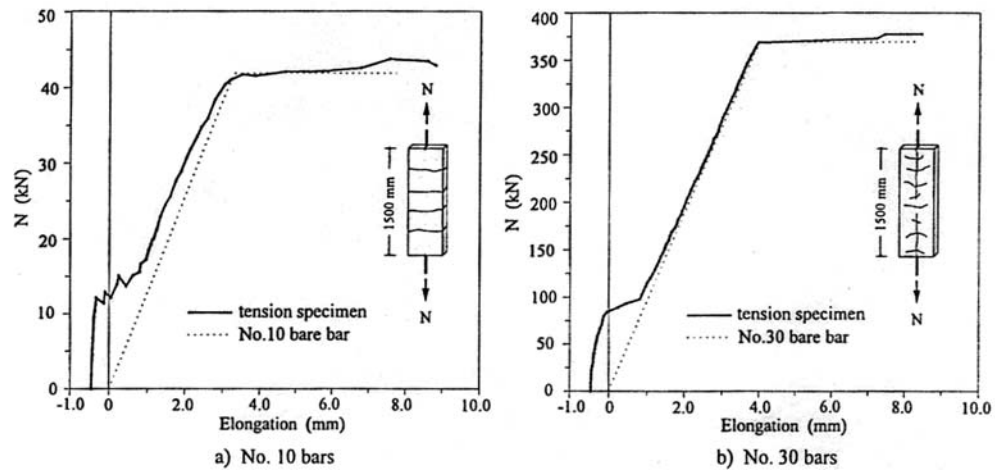 50
40
30
20
10
0
N (kN)
-1.0 0 2.0 4.0 6.0 8.0 10.0
Elongation (mm)
N
1500 mm
N
tension specimen
No.10 bare bar
a) No. 10 bars
400
350
300
250
200
150
100
50
0
N (kN)
-1.0 0 2.0 4.0 6.0 8.0 10.0
Elongation (mm)
N
1500 mm
N
tension specimen
No.30 bare bar
b) No. 30 bars